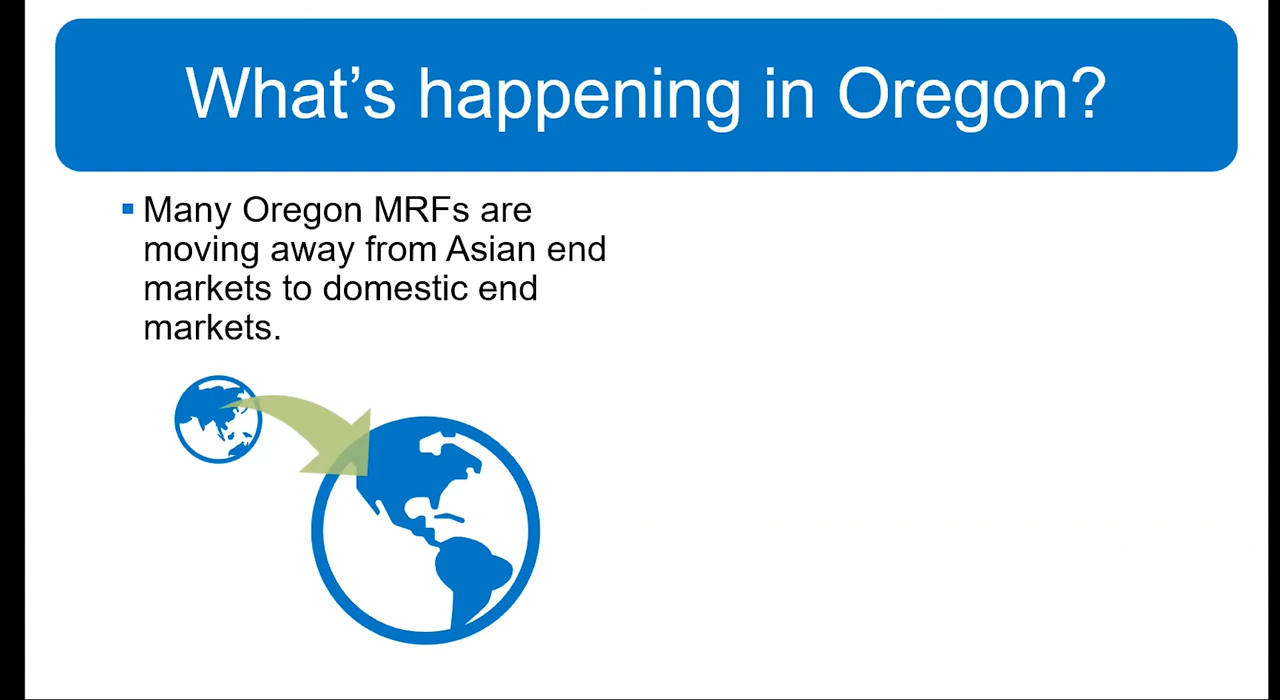 What’s happening in Oregon?
Many Oregon MRFs are
moving away from Asian end
markets to domestic end
markets.